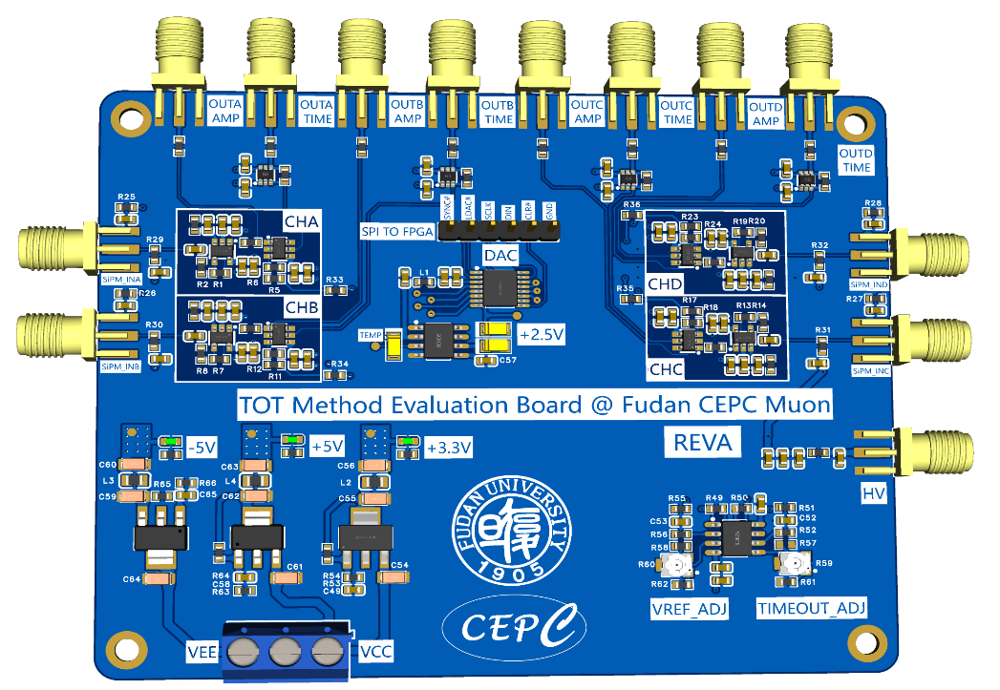 OUTA
AMP
OUTA
TIME
OUTB
AMP
OUTB
TIME
OUTC
AMP
OUTC
TIME
OUTD
AMP
OUTD
TIME
SYNC#
LDAC#
SCLK
DIN
CLR#
GND
SPI TO FPGA
DAC
L1
R25
R29
SiPM_INA
R26
R30
SiPM_INB
CHA
R2
R1
R6
R5
R33
CHB
R8
R7
R12
R11
R34
TEMP
+2.5V
C57
R36
R23
R24
R19
R20
CHD
R35
R17
R18
R13
R14
CHC
R28
R32
SiPM_IND
R27
R31
SiPM_INC
TOT Method Evaluation Board @ Fudan CEPC Muon
REVA
HV
-5V
+5V
+3.3V
C60
L3
C59
R65
R66
C65
C64
C63
L4
C62
R64
C58
R63
C61
C56
L2
C55
R54
R53
C49
C54
FUDAN UNIVERSITY
1905
CEPC
R55
C53
R56
R58
R60
R62
R49
R50
R51
C52
R52
R57
R59
R61
VREF_ADJ
TIMEOUT_ADJ
VEE
VCC